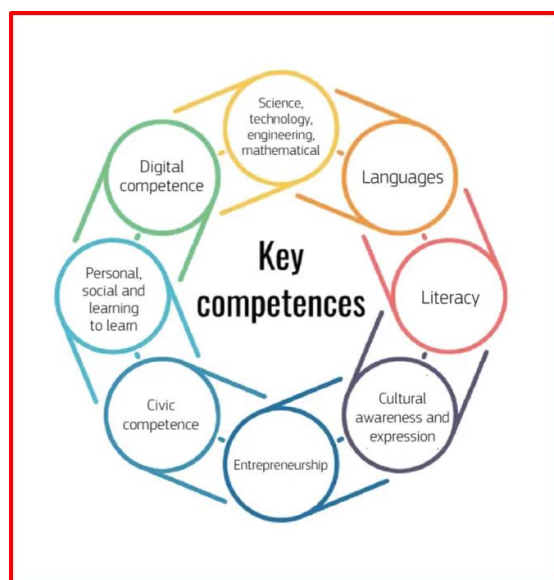 Science,
technology,
engineering,
mathematical
Languages
Literacy
Cultural
awareness and
expression
Entrepreneurship
Civic
competence
Personal,
social and
learning
to learn
Digital
competence
Key
competences